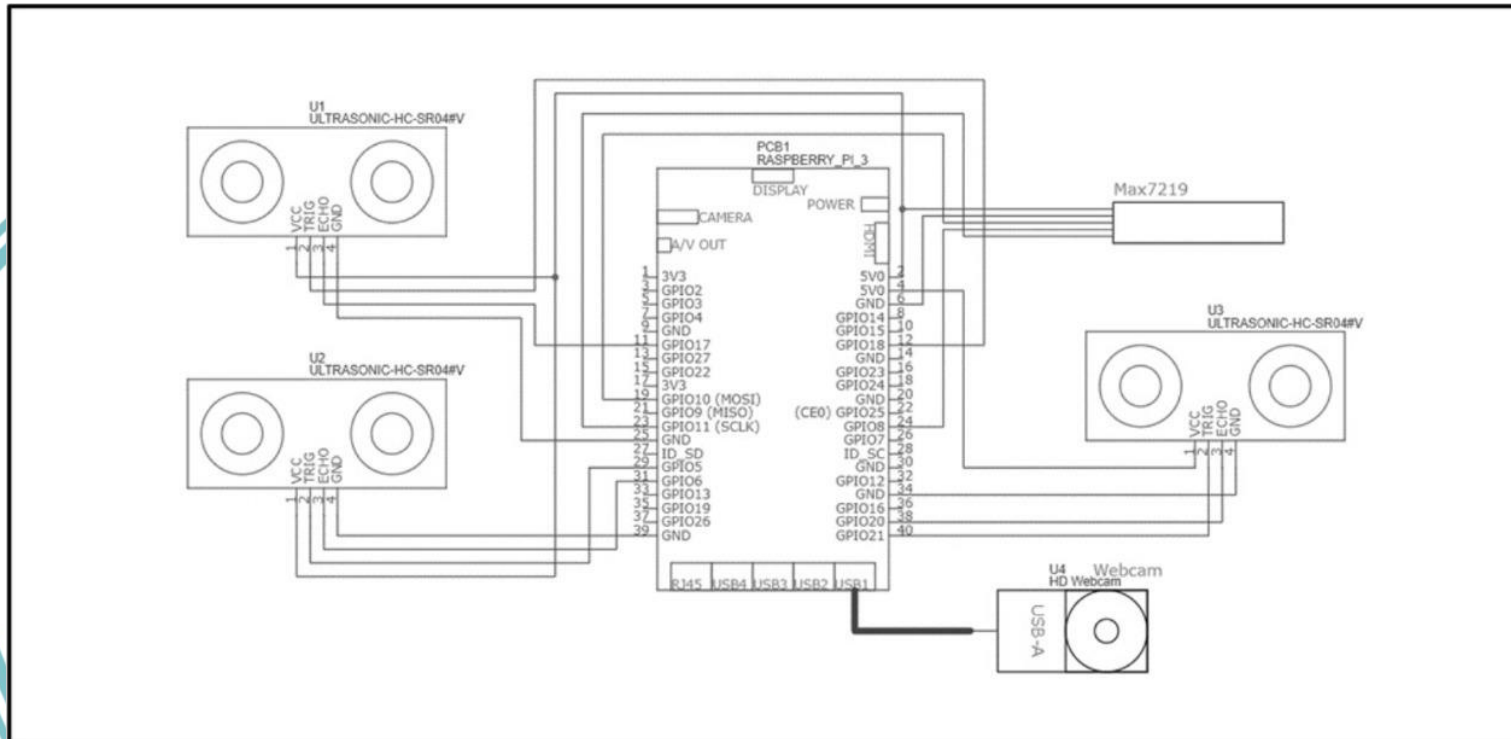 U1
ULTRASONIC-HC-SR04#V
VCC
TRIG
ECHO
GND
1
2
3
4
U2
ULTRASONIC-HC-SR04#V
VCC
TRIG
ECHO
GND
1
2
3
4
PCB1
RASPBERRY_PI_3
DISPLAY
POWER
CAMERA
HDMI
A/V OUT
1 3V3
3 GPIO2
5 GPIO3
7 GPIO4
9 GND
11 GPIO17
13 GPIO27
15 GPIO22
17 3V3
19 GPIO10 (MOSI)
21 GPIO9 (MISO)
23 GPIO11 (SCLK)
25 GND
27 ID_SD
29 GPIO5
31 GPIO6
33 GPIO13
35 GPIO19
37 GPIO26
39 GND
5V0 2
5V0 4
GND 6
GPIO14 8
GPIO15 10
GPIO18 12
GND 14
GPIO23 16
GPIO24 18
GND 20
(CE0) GPIO25 22
GPIO8 24
GPIO7 26
ID_SC 28
GND 30
GPIO12 32
GND 34
GPIO16 36
GPIO20 38
GPIO21 40
RJ45 USB4 USB3 USB2 USB1
Max7219
U3
ULTRASONIC-HC-SR04#V
VCC
TRIG
ECHO
GND
1
2
3
4
U4 Webcam
HD Webcam
USB-A